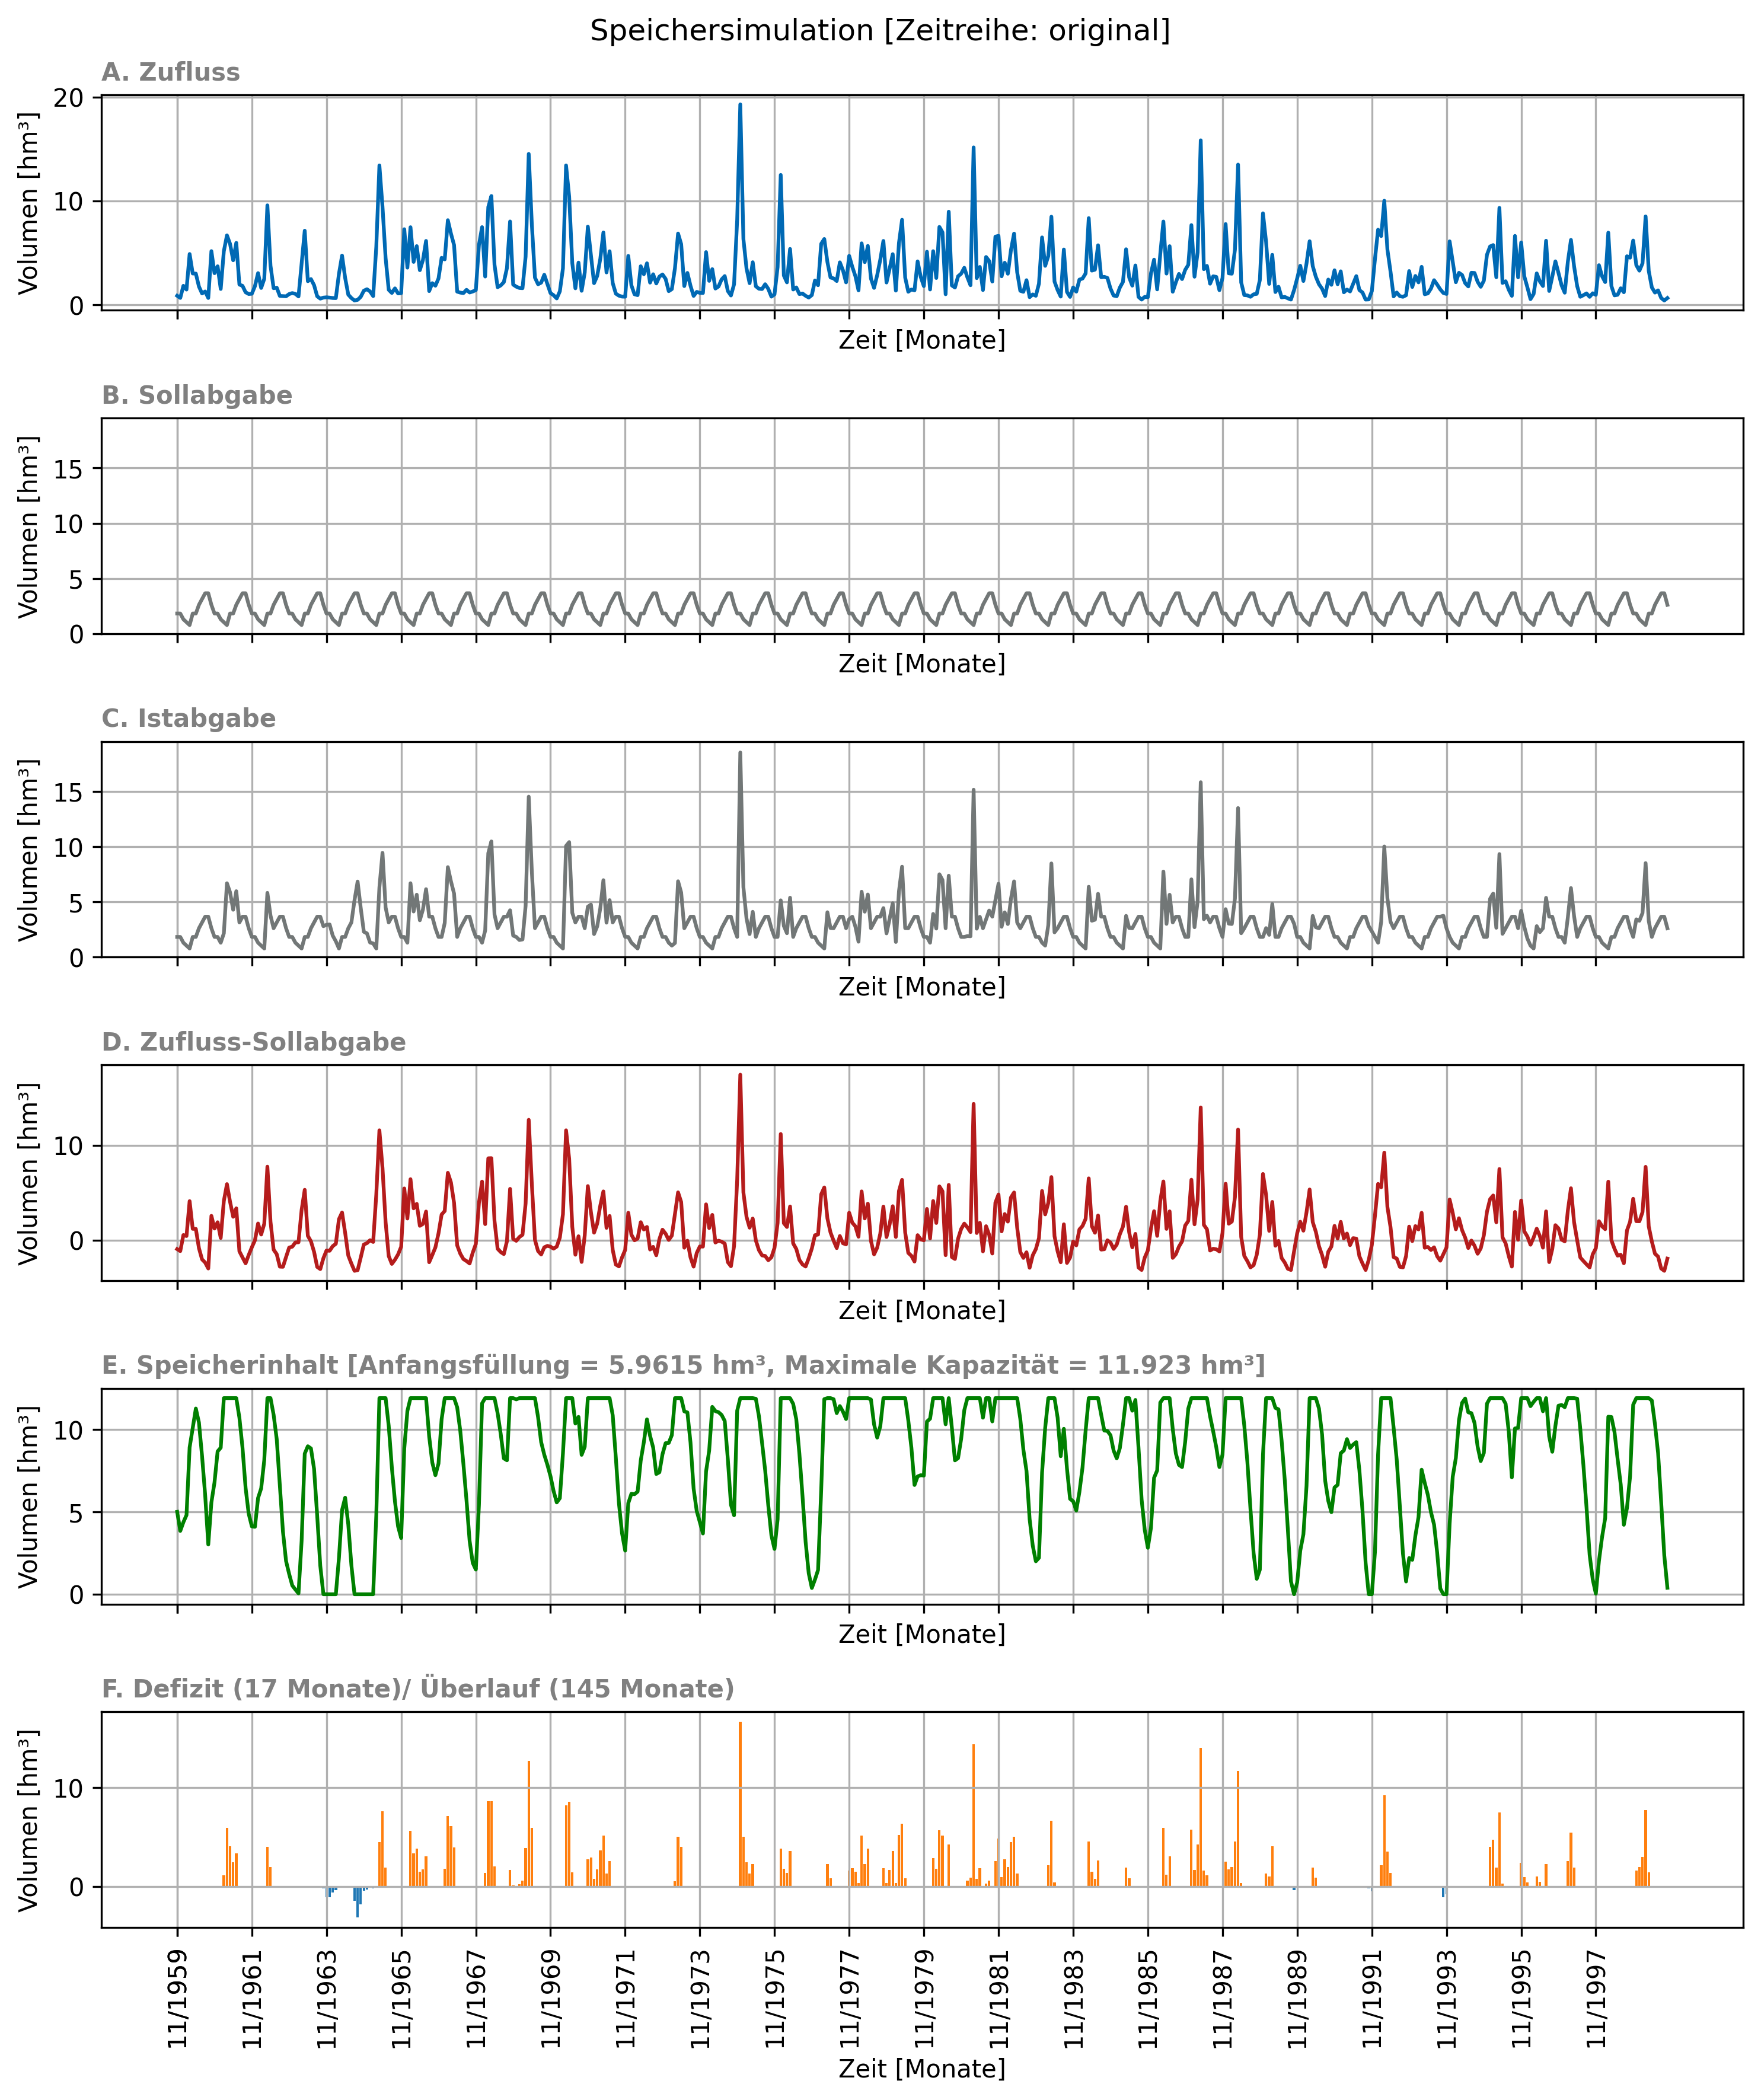 Speichersimulation [Zeitreihe: original]
A. Zufluss
Volumen [hm³]
20
10
0
Zeit [Monate]
B. Sollabgabe
Volumen [hm³]
15
10
5
0
Zeit [Monate]
C. Istabgabe
Volumen [hm³]
15
10
5
0
Zeit [Monate]
D. Zufluss-Sollabgabe
Volumen [hm³]
10
0
Zeit [Monate]
E. Speicherinhalt [Anfangsfüllung = 5.9615 hm³, Maximale Kapazität = 11.923 hm³]
Volumen [hm³]
10
5
0
Zeit [Monate]
F. Defizit (17 Monate)/ Überlauf (145 Monate)
Volumen [hm³]
10
0
11/1959
11/1961
11/1963
11/1965
11/1967
11/1969
11/1971
11/1973
11/1975
11/1977
11/1979
11/1981
11/1983
11/1985
11/1987
11/1989
11/1991
11/1993
11/1995
11/1997
Zeit [Monate]